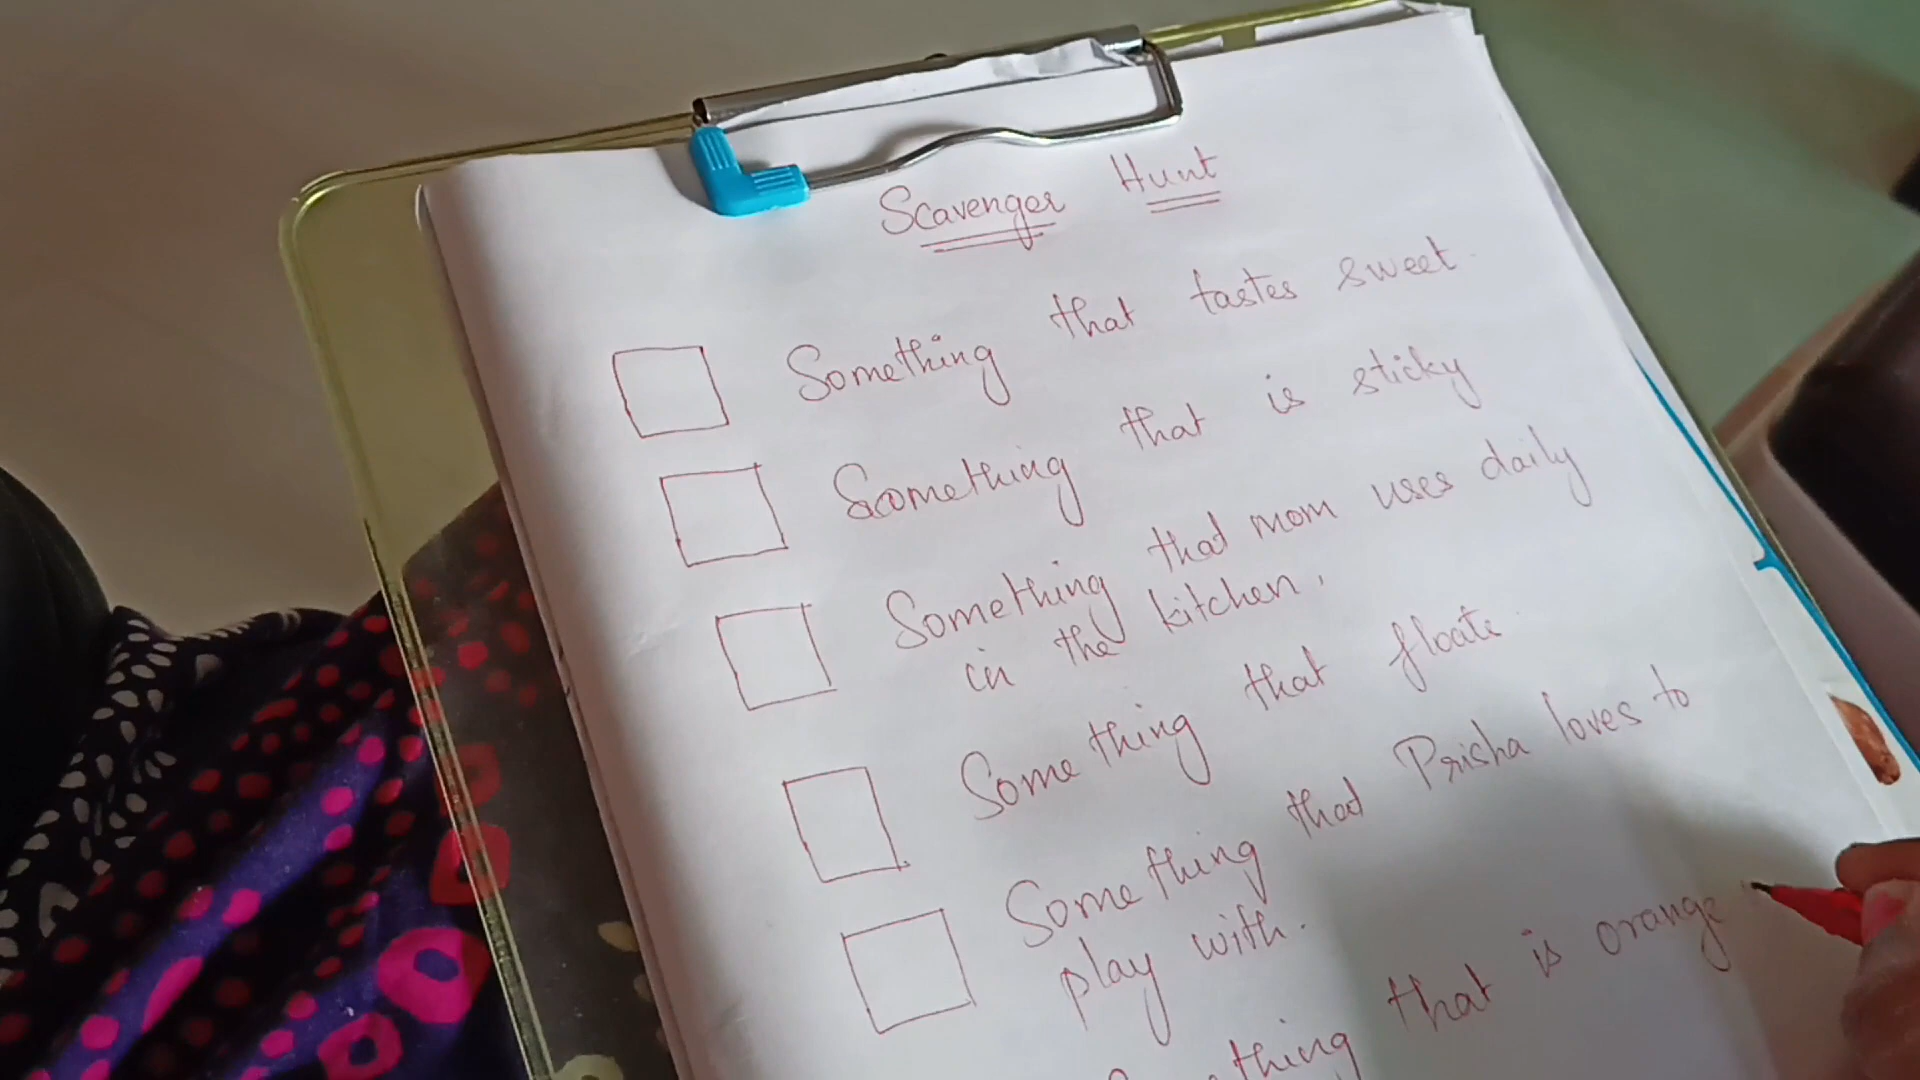 Scavenger Hunt
Something that tastes sweet.
Something that is sticky
Something that mom uses daily
in the kitchen.
Something that floats.
Something that Prisha loves to
play with.
Something that is orange